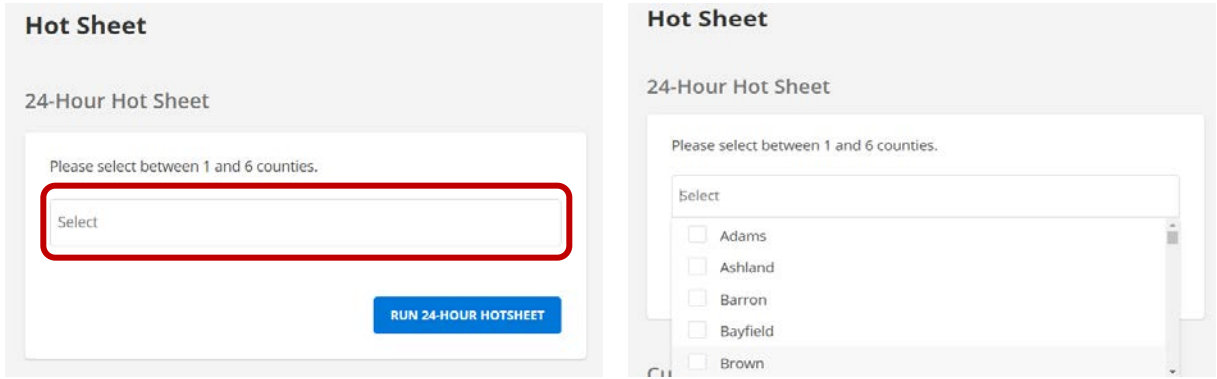 Hot Sheet
24-Hour Hot Sheet
Please select between 1 and 6 counties.
Select
RUN 24-HOUR HOTSHEET
Hot Sheet
24-Hour Hot Sheet
Please select between 1 and 6 counties.
Select
Adams
Ashland
Barron
Bayfield
Brown